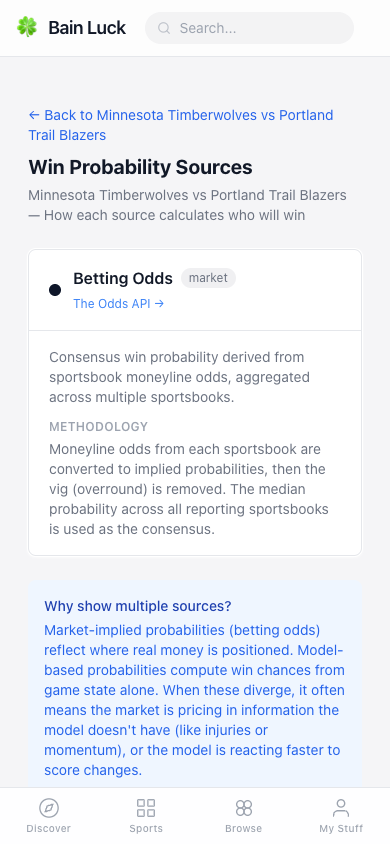 Bain Luck
Search...
← Back to Minnesota Timberwolves vs Portland
Trail Blazers
Win Probability Sources
Minnesota Timberwolves vs Portland Trail Blazers
— How each source calculates who will win
Betting Odds
market
The Odds API →
Consensus win probability derived from
sportsbook moneyline odds, aggregated
across multiple sportsbooks.
METHODOLOGY
Moneyline odds from each sportsbook are
converted to implied probabilities, then the
vig (overround) is removed. The median
probability across all reporting sportsbooks
is used as the consensus.
Why show multiple sources?
Market-implied probabilities (betting odds)
reflect where real money is positioned. Model-
based probabilities compute win chances from
game state alone. When these diverge, it often
means the market is pricing in information the
model doesn't have (like injuries or
momentum), or the model is reacting faster to
score changes.
Discover
Sports
Browse
My Stuff